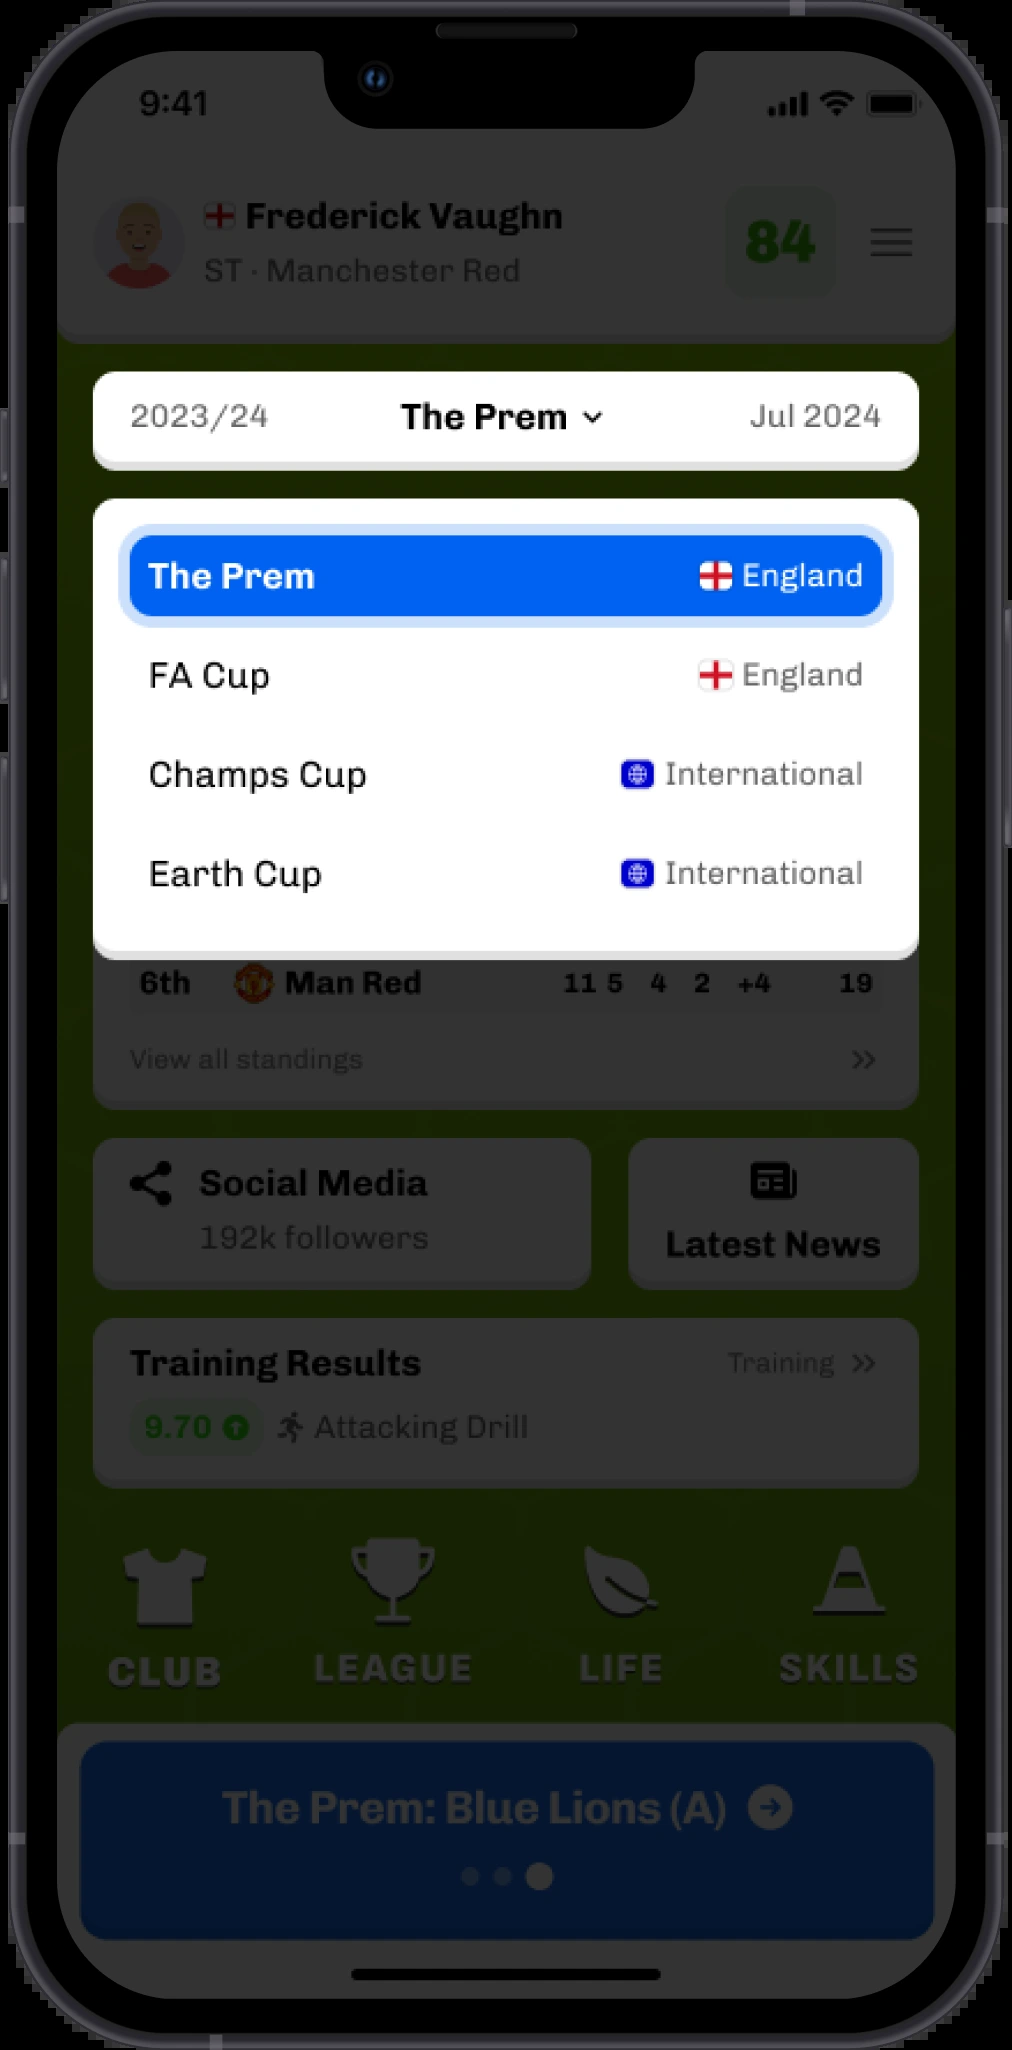 9:41
Frederick Vaughn
84
ST · Manchester Red
2023/24 The Prem Jul 2024
The Prem England
FA Cup England
Champs Cup International
Earth Cup International
6th Man Red 11 5 4 2 +4 19
View all standings
Social Media
192k followers
Latest News
Training Results Training
9.70 Attacking Drill
CLUB LEAGUE LIFE SKILLS
The Prem: Blue Lions (A)